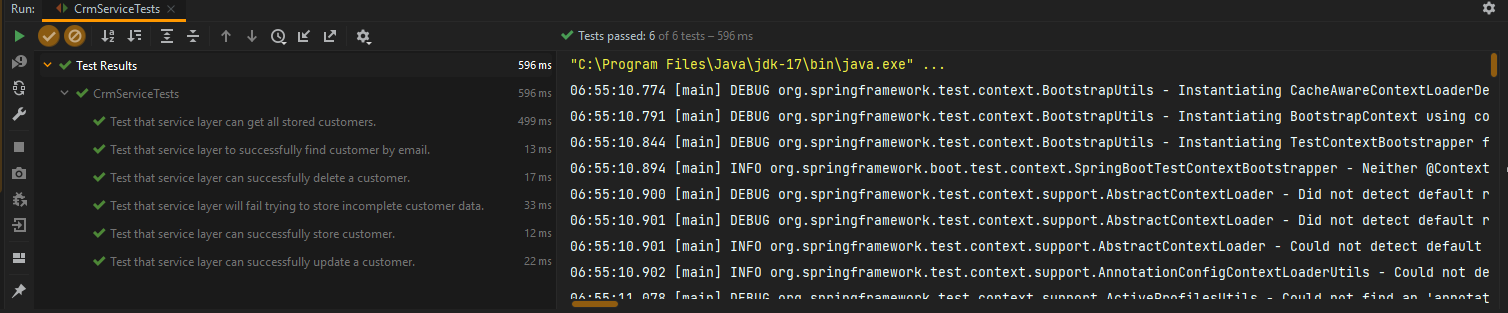 Run: CrmServiceTests
Tests passed: 6 of 6 tests – 596 ms
Test Results 596 ms
CrmServiceTests 596 ms
Test that service layer can get all stored customers. 499 ms
Test that service layer to successfully find customer by email. 13 ms
Test that service layer can successfully delete a customer. 17 ms
Test that service layer will fail trying to store incomplete customer data. 33 ms
Test that service layer can successfully store customer. 12 ms
Test that service layer can successfully update a customer. 22 ms
"C:\Program Files\Java\jdk-17\bin\java.exe" ...
06:55:10.774 [main] DEBUG org.springframework.test.context.BootstrapUtils - Instantiating CacheAwareContextLoaderDe
06:55:10.791 [main] DEBUG org.springframework.test.context.BootstrapUtils - Instantiating BootstrapContext using co
06:55:10.844 [main] DEBUG org.springframework.test.context.BootstrapUtils - Instantiating TestContextBootstrapper f
06:55:10.894 [main] INFO org.springframework.boot.test.context.SpringBootTestContextBootstrapper - Neither @Context
06:55:10.900 [main] DEBUG org.springframework.test.context.support.AbstractContextLoader - Did not detect default r
06:55:10.901 [main] DEBUG org.springframework.test.context.support.AbstractContextLoader - Did not detect default r
06:55:10.901 [main] INFO org.springframework.test.context.support.AbstractContextLoader - Could not detect default
06:55:10.902 [main] INFO org.springframework.test.context.support.AnnotationConfigContextLoaderUtils - Could not de
06:55:11.078 [main] DEBUG org.springframework.test.context.support.ActiveProfilesUtils - Could not find an 'annotat